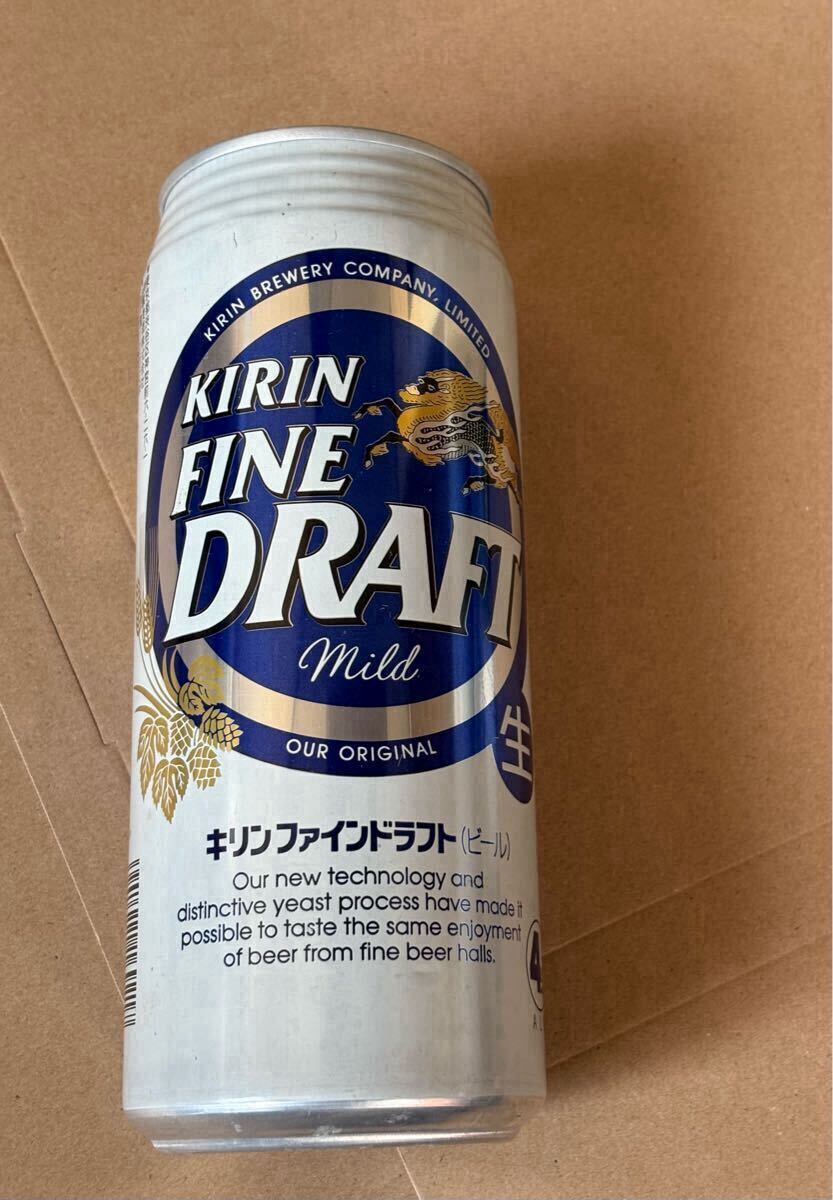 KIRIN BREWERY COMPANY, LIMITED
KIRIN
FINE
DRAFT
Mild
OUR ORIGINAL
生
キリンファインドラフト(ビール)
Our new technology and
distinctive yeast process have made it
possible to taste the same enjoyment
of beer from fine beer halls.